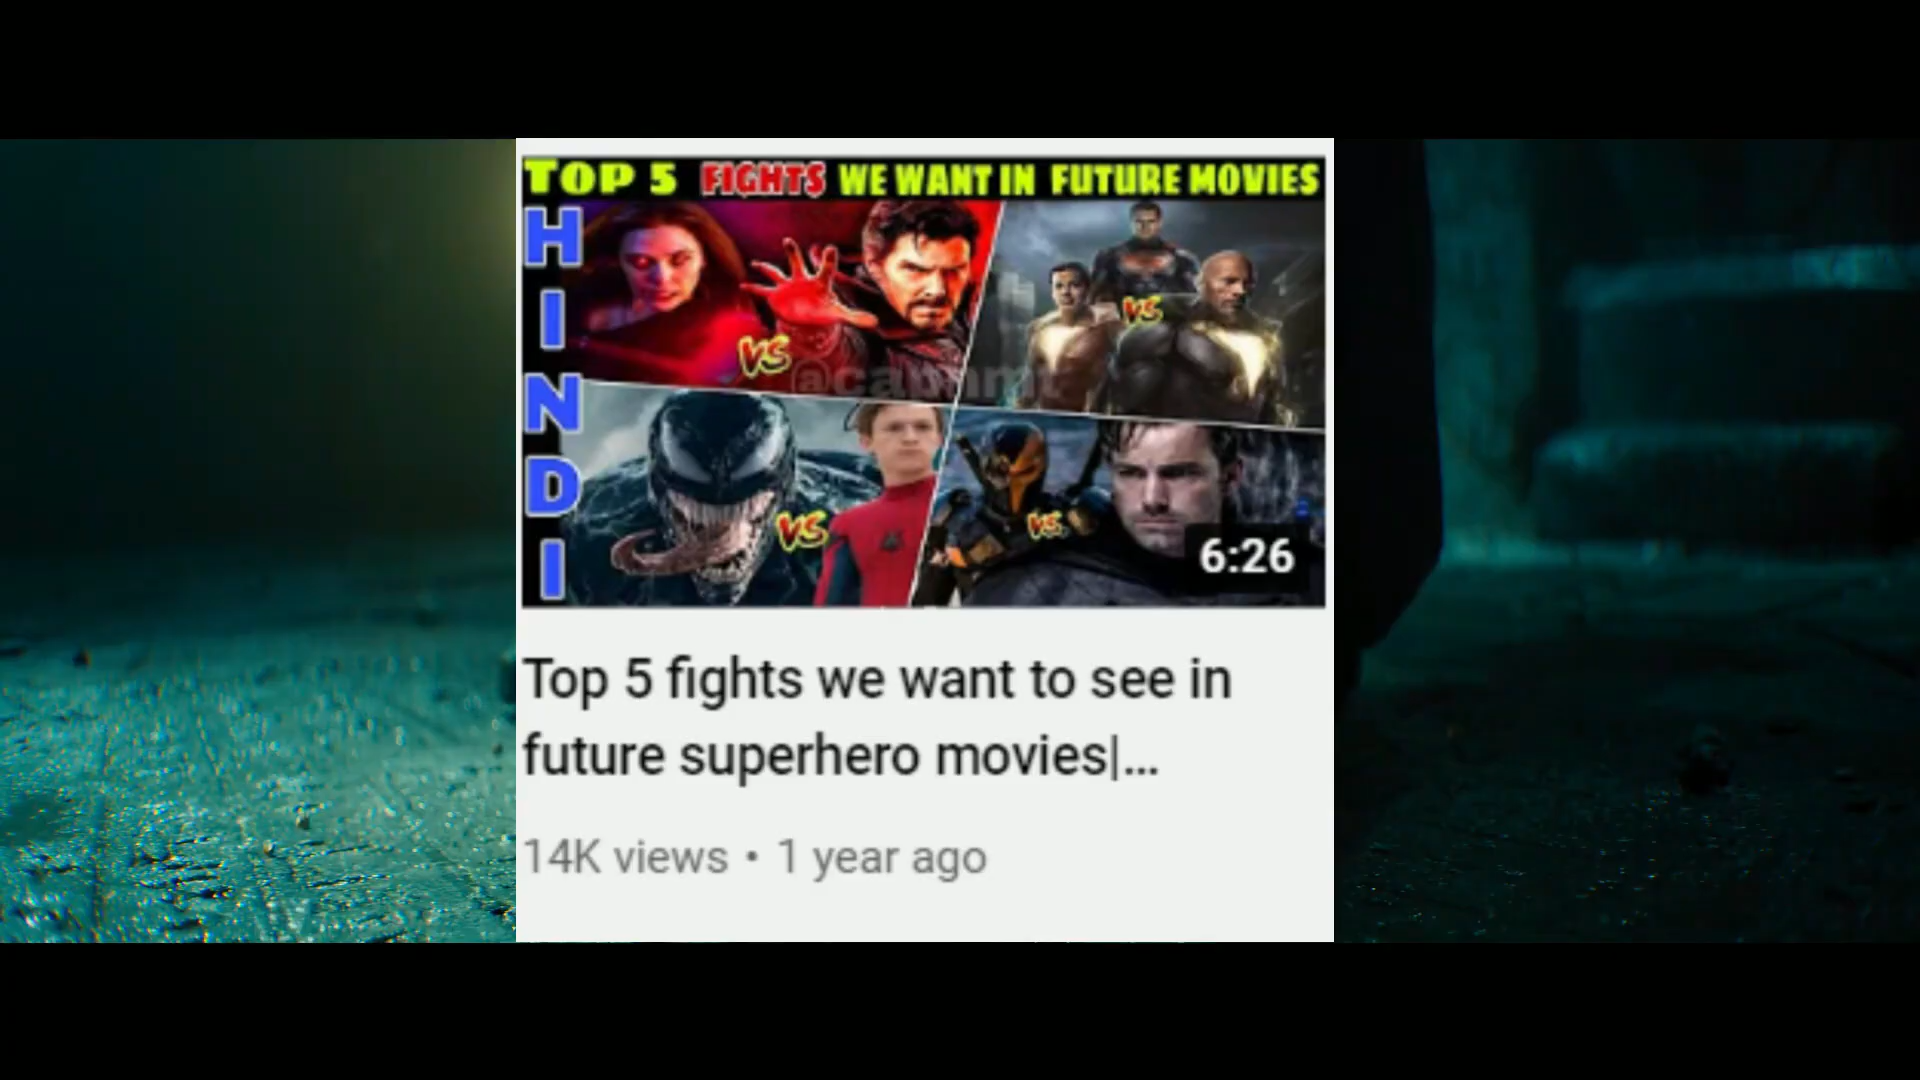 TOP 5 FIGHTS WE WANT IN FUTURE MOVIES
HINDI
VS
VS
VS
VS
6:26
Top 5 fights we want to see in
future superhero movies|...
14K views • 1 year ago